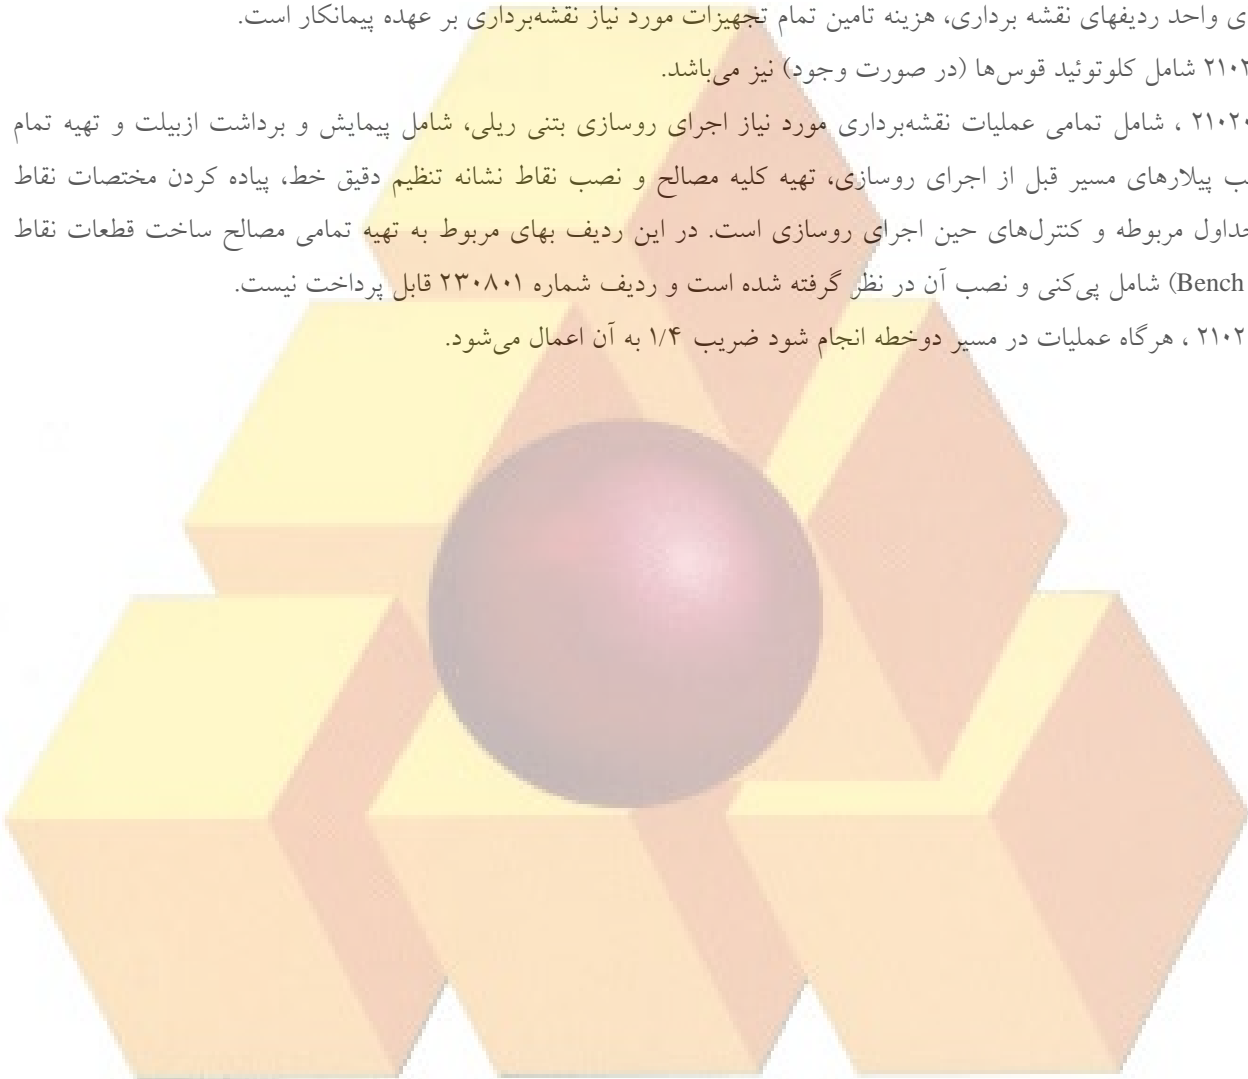 ی واحد ردیفهای نقشه برداری، هزینه تامین تمام تجهیزات مورد نیاز نقشه‌برداری بر عهده پیمانکار است.
شامل کلوتوئید قوس‌ها (در صورت وجود) نیز می‌باشد.
، شامل تمامی عملیات نقشه‌برداری مورد نیاز اجرای روسازی بتنی ریلی، شامل پیمایش و برداشت ازبیلت و تهیه تمام
پیلارهای مسیر قبل از اجرای روسازی، تهیه کلیه مصالح و نصب نقاط نشانه تنظیم دقیق خط، پیاده کردن مختصات نقاط
جداول مربوطه و کنترل‌های حین اجرای روسازی است. در این ردیف بهای مربوط به تهیه تمامی مصالح ساخت قطعات نقاط
Bench) شامل پی‌کنی و نصب آن در نظر گرفته شده است و ردیف شماره ۲۳۰۸۰۱ قابل پرداخت نیست.
۲۱۰۲ ، هرگاه عملیات در مسیر دوخطه انجام شود ضریب ۱/۴ به آن اعمال می‌شود.